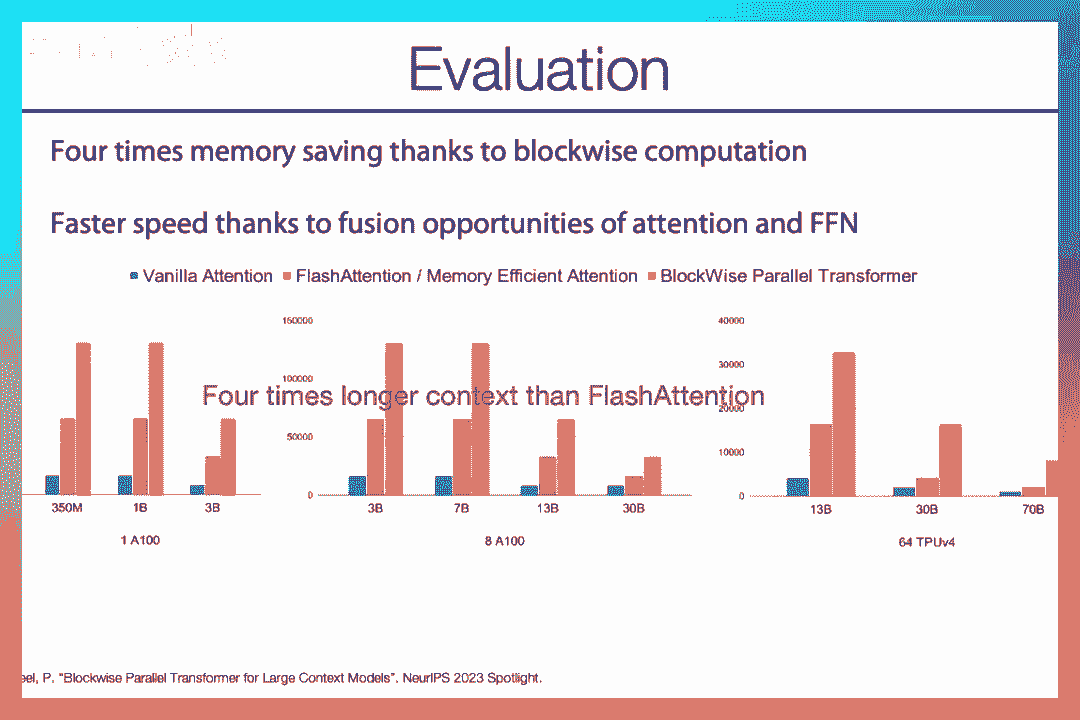 Evaluation
Four times memory saving thanks to blockwise computation
Faster speed thanks to fusion opportunities of attention and FFN
Vanilla Attention FlashAttention / Memory Efficient Attention BlockWise Parallel Transformer
150000 40000
30000
100000
Four times longer context than FlashAttention
20000
50000
10000
0 0
350M 1B 3B 3B 7B 13B 30B 13B 30B 70B
1 A100 8 A100 64 TPUv4
P. "Blockwise Parallel Transformer for Large Context Models". NeurIPS 2023 Spotlight.